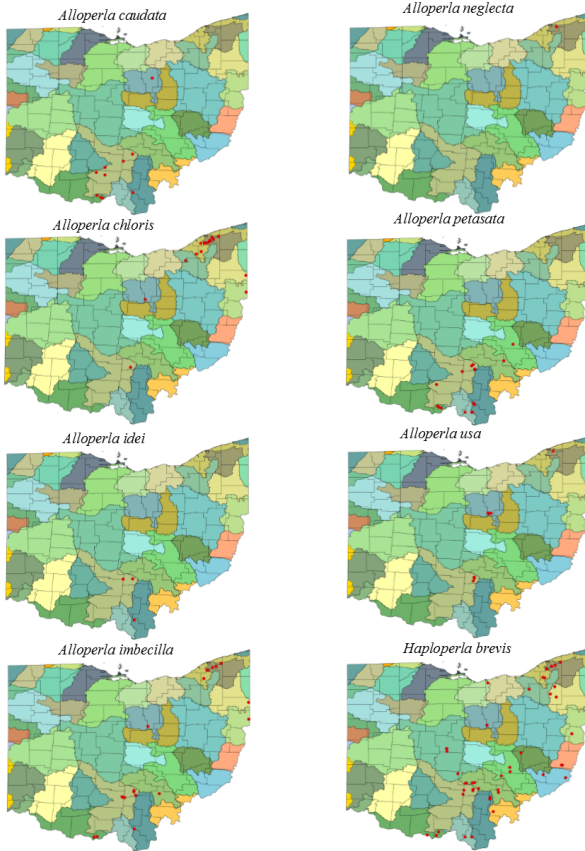 Alloperla caudata
Alloperla neglecta
Alloperla chloris
Alloperla petasata
Alloperla idei
Alloperla usa
Alloperla imbecilla
Haploperla brevis